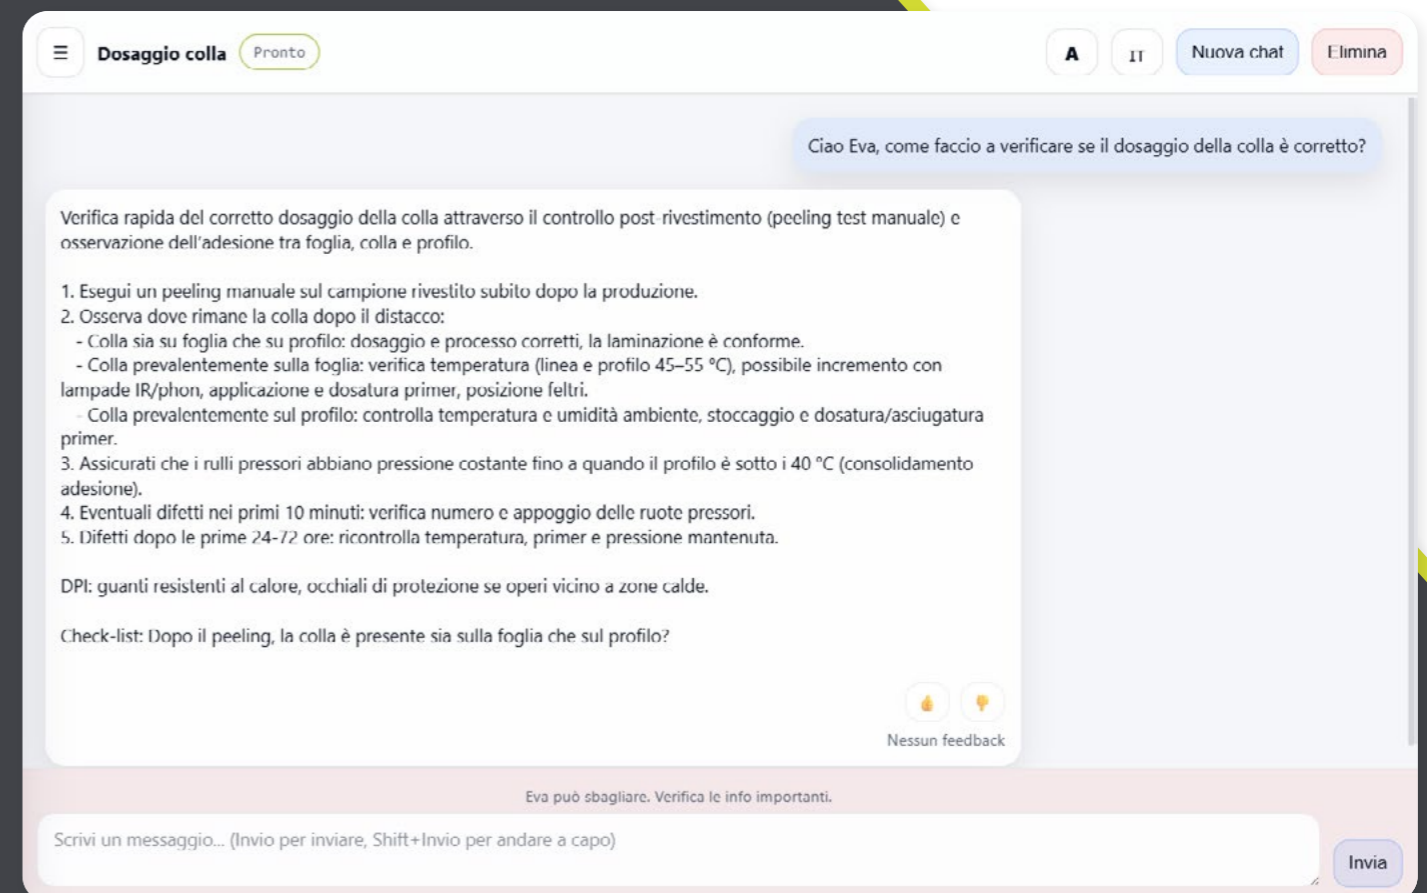 ☰ Dosaggio colla Pronto A IT Nuova chat Elimina
Ciao Eva, come faccio a verificare se il dosaggio della colla è corretto?
Verifica rapida del corretto dosaggio della colla attraverso il controllo post-rivestimento (peeling test manuale) e
osservazione dell'adesione tra foglia, colla e profilo.
1. Esegui un peeling manuale sul campione rivestito subito dopo la produzione.
2. Osserva dove rimane la colla dopo il distacco:
- Colla sia su foglia che su profilo: dosaggio e processo corretti, la laminazione è conforme.
- Colla prevalentemente sulla foglia: verifica temperatura (linea e profilo 45–55 °C), possibile incremento con
lampade IR/phon, applicazione e dosatura primer, posizione feltri.
- Colla prevalentemente sul profilo: controlla temperatura e umidità ambiente, stoccaggio e dosatura/asciugatura
primer.
3. Assicurati che i rulli pressori abbiano pressione costante fino a quando il profilo è sotto i 40 °C (consolidamento
adesione).
4. Eventuali difetti nei primi 10 minuti: verifica numero e appoggio delle ruote pressori.
5. Difetti dopo le prime 24-72 ore: ricontrolla temperatura, primer e pressione mantenuta.
DPI: guanti resistenti al calore, occhiali di protezione se operi vicino a zone calde.
Check-list: Dopo il peeling, la colla è presente sia sulla foglia che sul profilo?
Nessun feedback
Eva può sbagliare. Verifica le info importanti.
Scrivi un messaggio... (Invio per inviare, Shift+Invio per andare a capo)
Invia